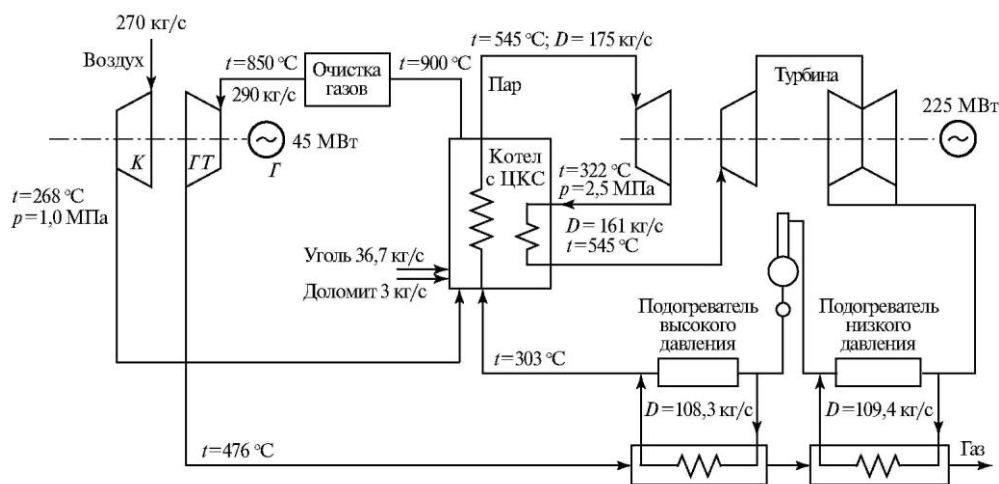 270 кг/с
Воздух
t=850 °C
290 кг/с
Очистка
газов
t=900 °C
t=545 °C; D = 175 кг/с
Пар
Турбина
225 МВт
К
ГТ
Г
45 МВт
Котел
с ЦКС
t=322 °C
p=2,5 МПа
t=268 °C
p=1,0 МПа
D = 161 кг/с
t=545 °C
Уголь 36,7 кг/с
Доломит 3 кг/с
Подогреватель
высокого
давления
Подогреватель
низкого
давления
t=303 °C
D=108,3 кг/с
D=109,4 кг/с
t=476 °C
Газ